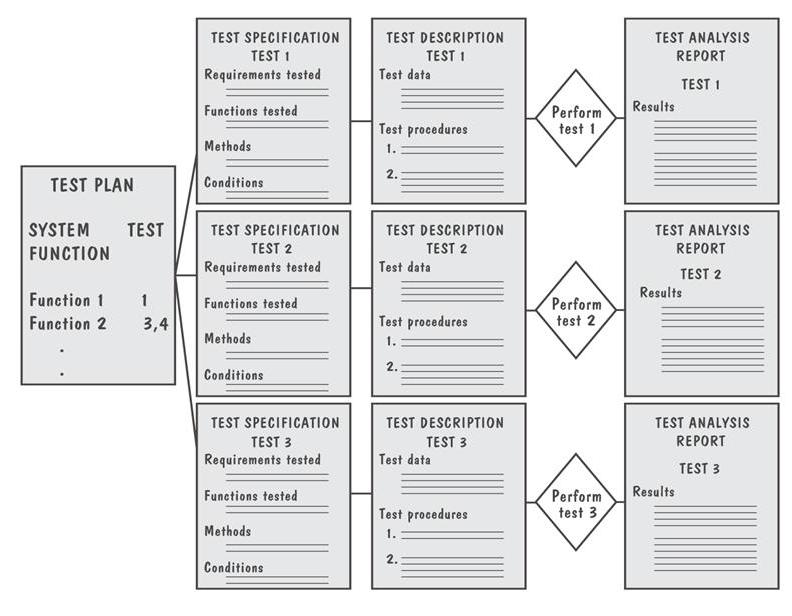 TEST PLAN
SYSTEM TEST
FUNCTION
Function 1 1
Function 2 3,4
.
.
TEST SPECIFICATION
TEST 1
Requirements tested
Functions tested
Methods
Conditions
TEST DESCRIPTION
TEST 1
Test data
Test procedures
1.
2.
Perform
test 1
TEST ANALYSIS
REPORT
TEST 1
Results
TEST SPECIFICATION
TEST 2
Requirements tested
Functions tested
Methods
Conditions
TEST DESCRIPTION
TEST 2
Test data
Test procedures
1.
2.
Perform
test 2
TEST ANALYSIS
REPORT
TEST 2
Results
TEST SPECIFICATION
TEST 3
Requirements tested
Functions tested
Methods
Conditions
TEST DESCRIPTION
TEST 3
Test data
Test procedures
1.
2.
Perform
test 3
TEST ANALYSIS
REPORT
TEST 3
Results